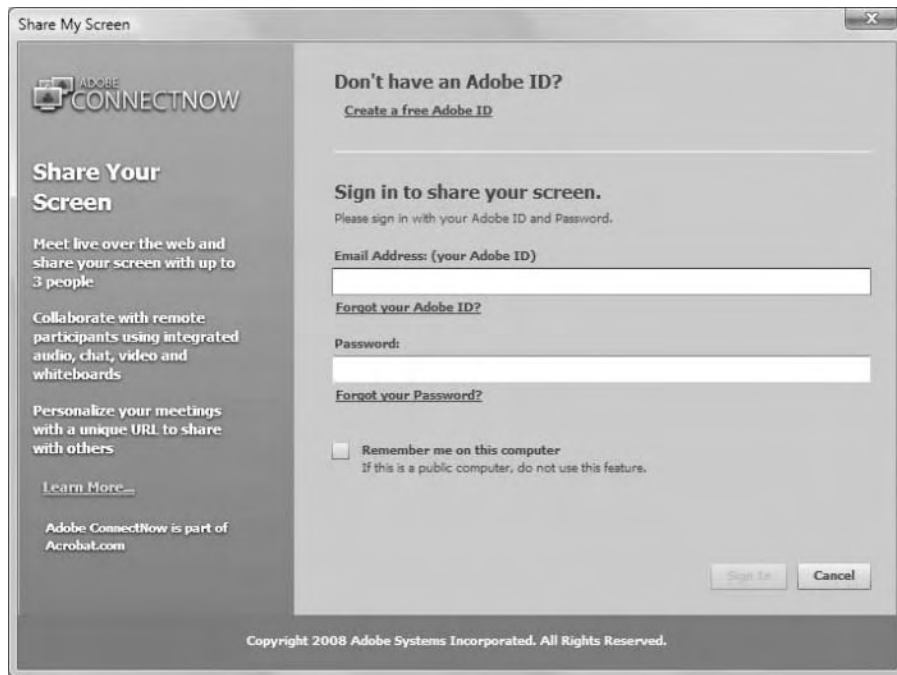 Share My Screen
ADOBE
CONNECTNOW
Share Your
Screen
Meet live over the web and
share your screen with up to
3 people
Collaborate with remote
participants using integrated
audio, chat, video and
whiteboards
Personalize your meetings
with a unique URL to share
with others
Learn More...
Adobe ConnectNow is part of
Acrobat.com
Don't have an Adobe ID?
Create a free Adobe ID
Sign in to share your screen.
Please sign in with your Adobe ID and Password.
Email Address: (your Adobe ID)
Forgot your Adobe ID?
Password:
Forgot your Password?
Remember me on this computer
If this is a public computer, do not use this feature.
Sign In
Cancel
Copyright 2008 Adobe Systems Incorporated. All Rights Reserved.